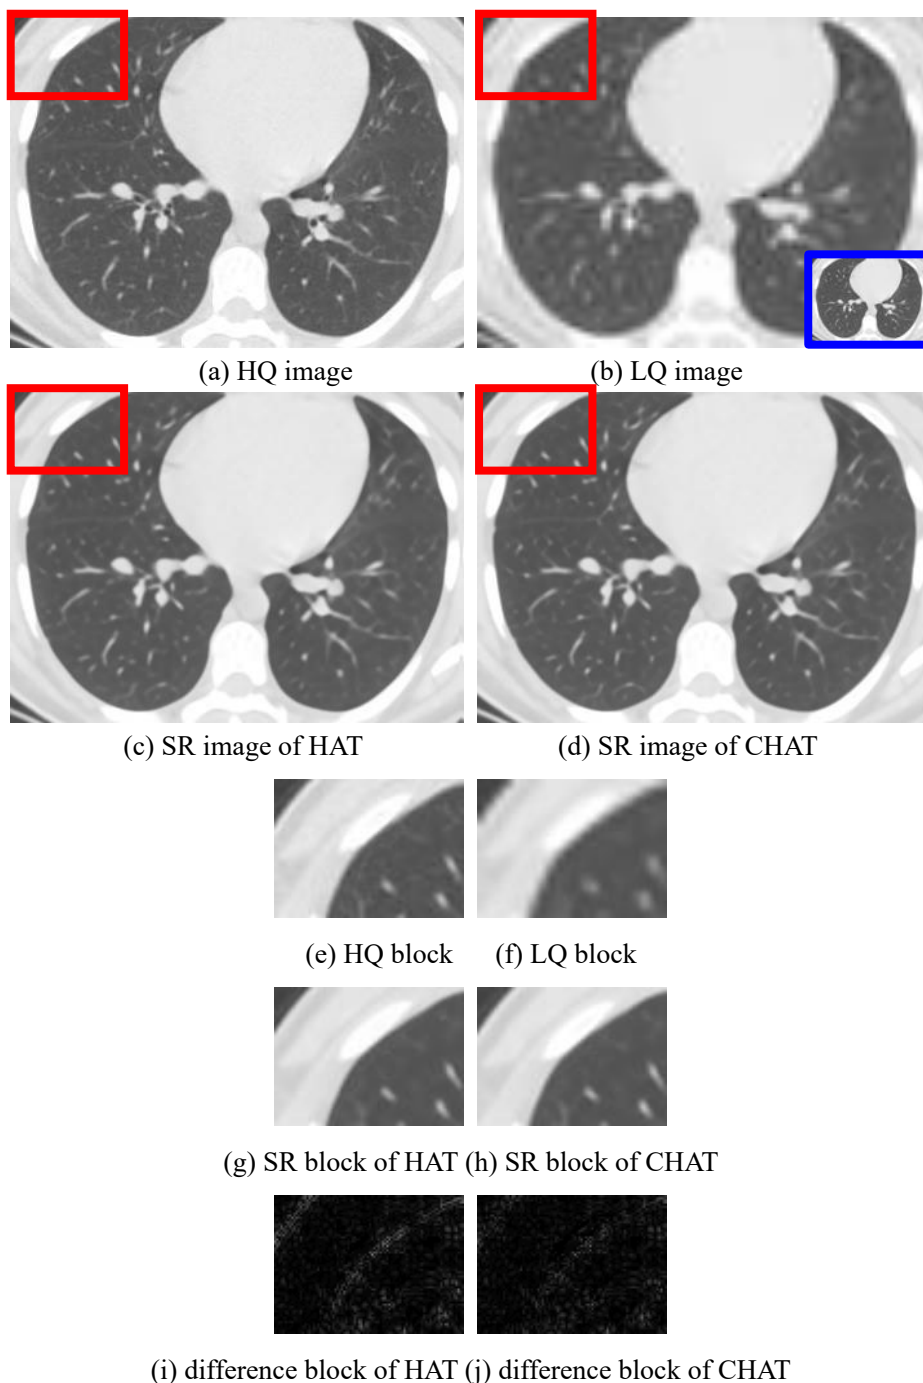 (a) HQ image (b) LQ image
(c) SR image of HAT (d) SR image of CHAT
(e) HQ block (f) LQ block
(g) SR block of HAT (h) SR block of CHAT
(i) difference block of HAT (j) difference block of CHAT